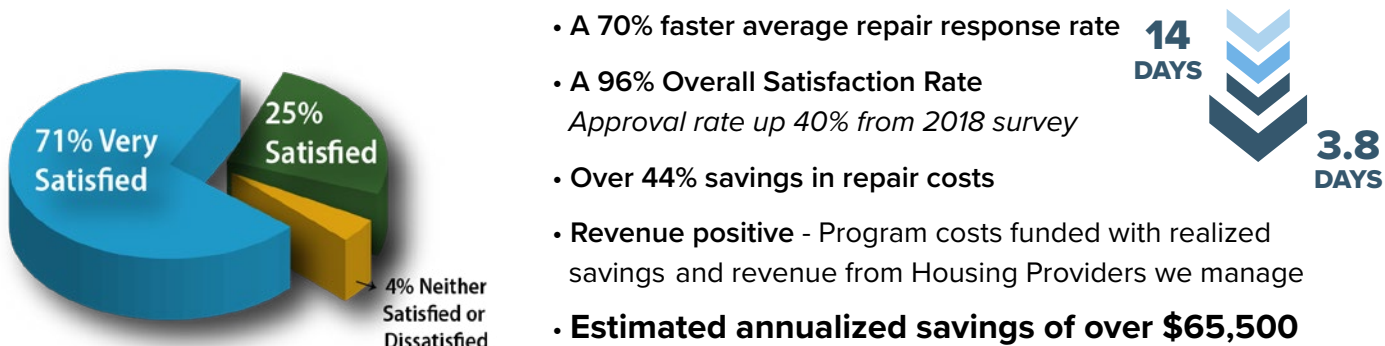 71% Very
Satisfied
25%
Satisfied
4% Neither
Satisfied or
Dissatisfied
• A 70% faster average repair response rate
14
DAYS
3.8
DAYS
• A 96% Overall Satisfaction Rate
Approval rate up 40% from 2018 survey
• Over 44% savings in repair costs
• Revenue positive - Program costs funded with realized
savings and revenue from Housing Providers we manage
• Estimated annualized savings of over $65,500